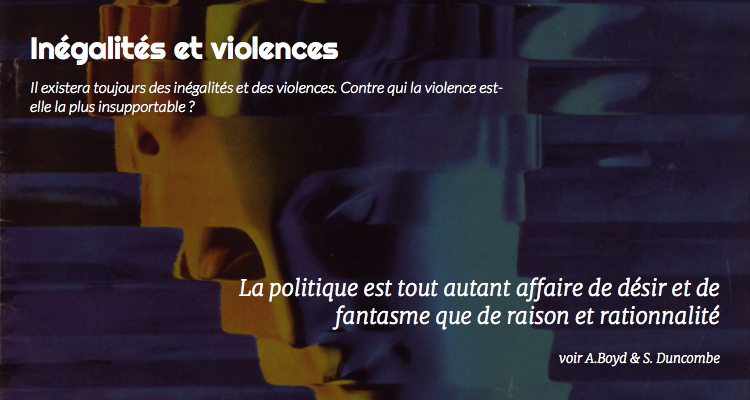 Inégalités et violences
Il existera toujours des inégalités et des violences. Contre qui la violence est-
elle la plus insupportable ?
La politique est tout autant affaire de désir et de
fantasme que de raison et rationnalité
voir A.Boyd & S. Duncombe